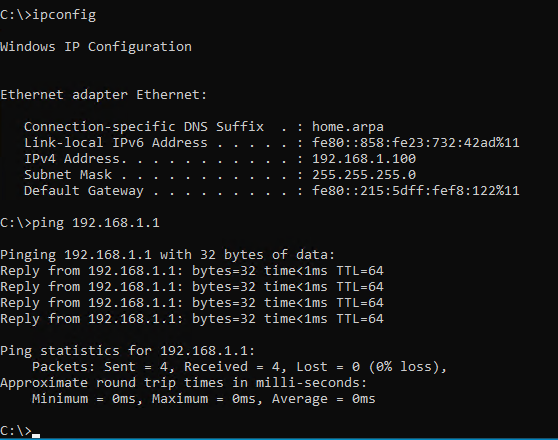 C:\>ipconfig
Windows IP Configuration
Ethernet adapter Ethernet:
Connection-specific DNS Suffix  . : home.arpa
Link-local IPv6 Address . . . . . : fe80::858:fe23:732:42ad%11
IPv4 Address. . . . . . . . . . . : 192.168.1.100
Subnet Mask . . . . . . . . . . . : 255.255.255.0
Default Gateway . . . . . . . . . : fe80::215:5dff:fef8:122%11
C:\>ping 192.168.1.1
Pinging 192.168.1.1 with 32 bytes of data:
Reply from 192.168.1.1: bytes=32 time<1ms TTL=64
Reply from 192.168.1.1: bytes=32 time<1ms TTL=64
Reply from 192.168.1.1: bytes=32 time<1ms TTL=64
Reply from 192.168.1.1: bytes=32 time<1ms TTL=64
Ping statistics for 192.168.1.1:
Packets: Sent = 4, Received = 4, Lost = 0 (0% loss),
Approximate round trip times in milli-seconds:
Minimum = 0ms, Maximum = 0ms, Average = 0ms
C:\>